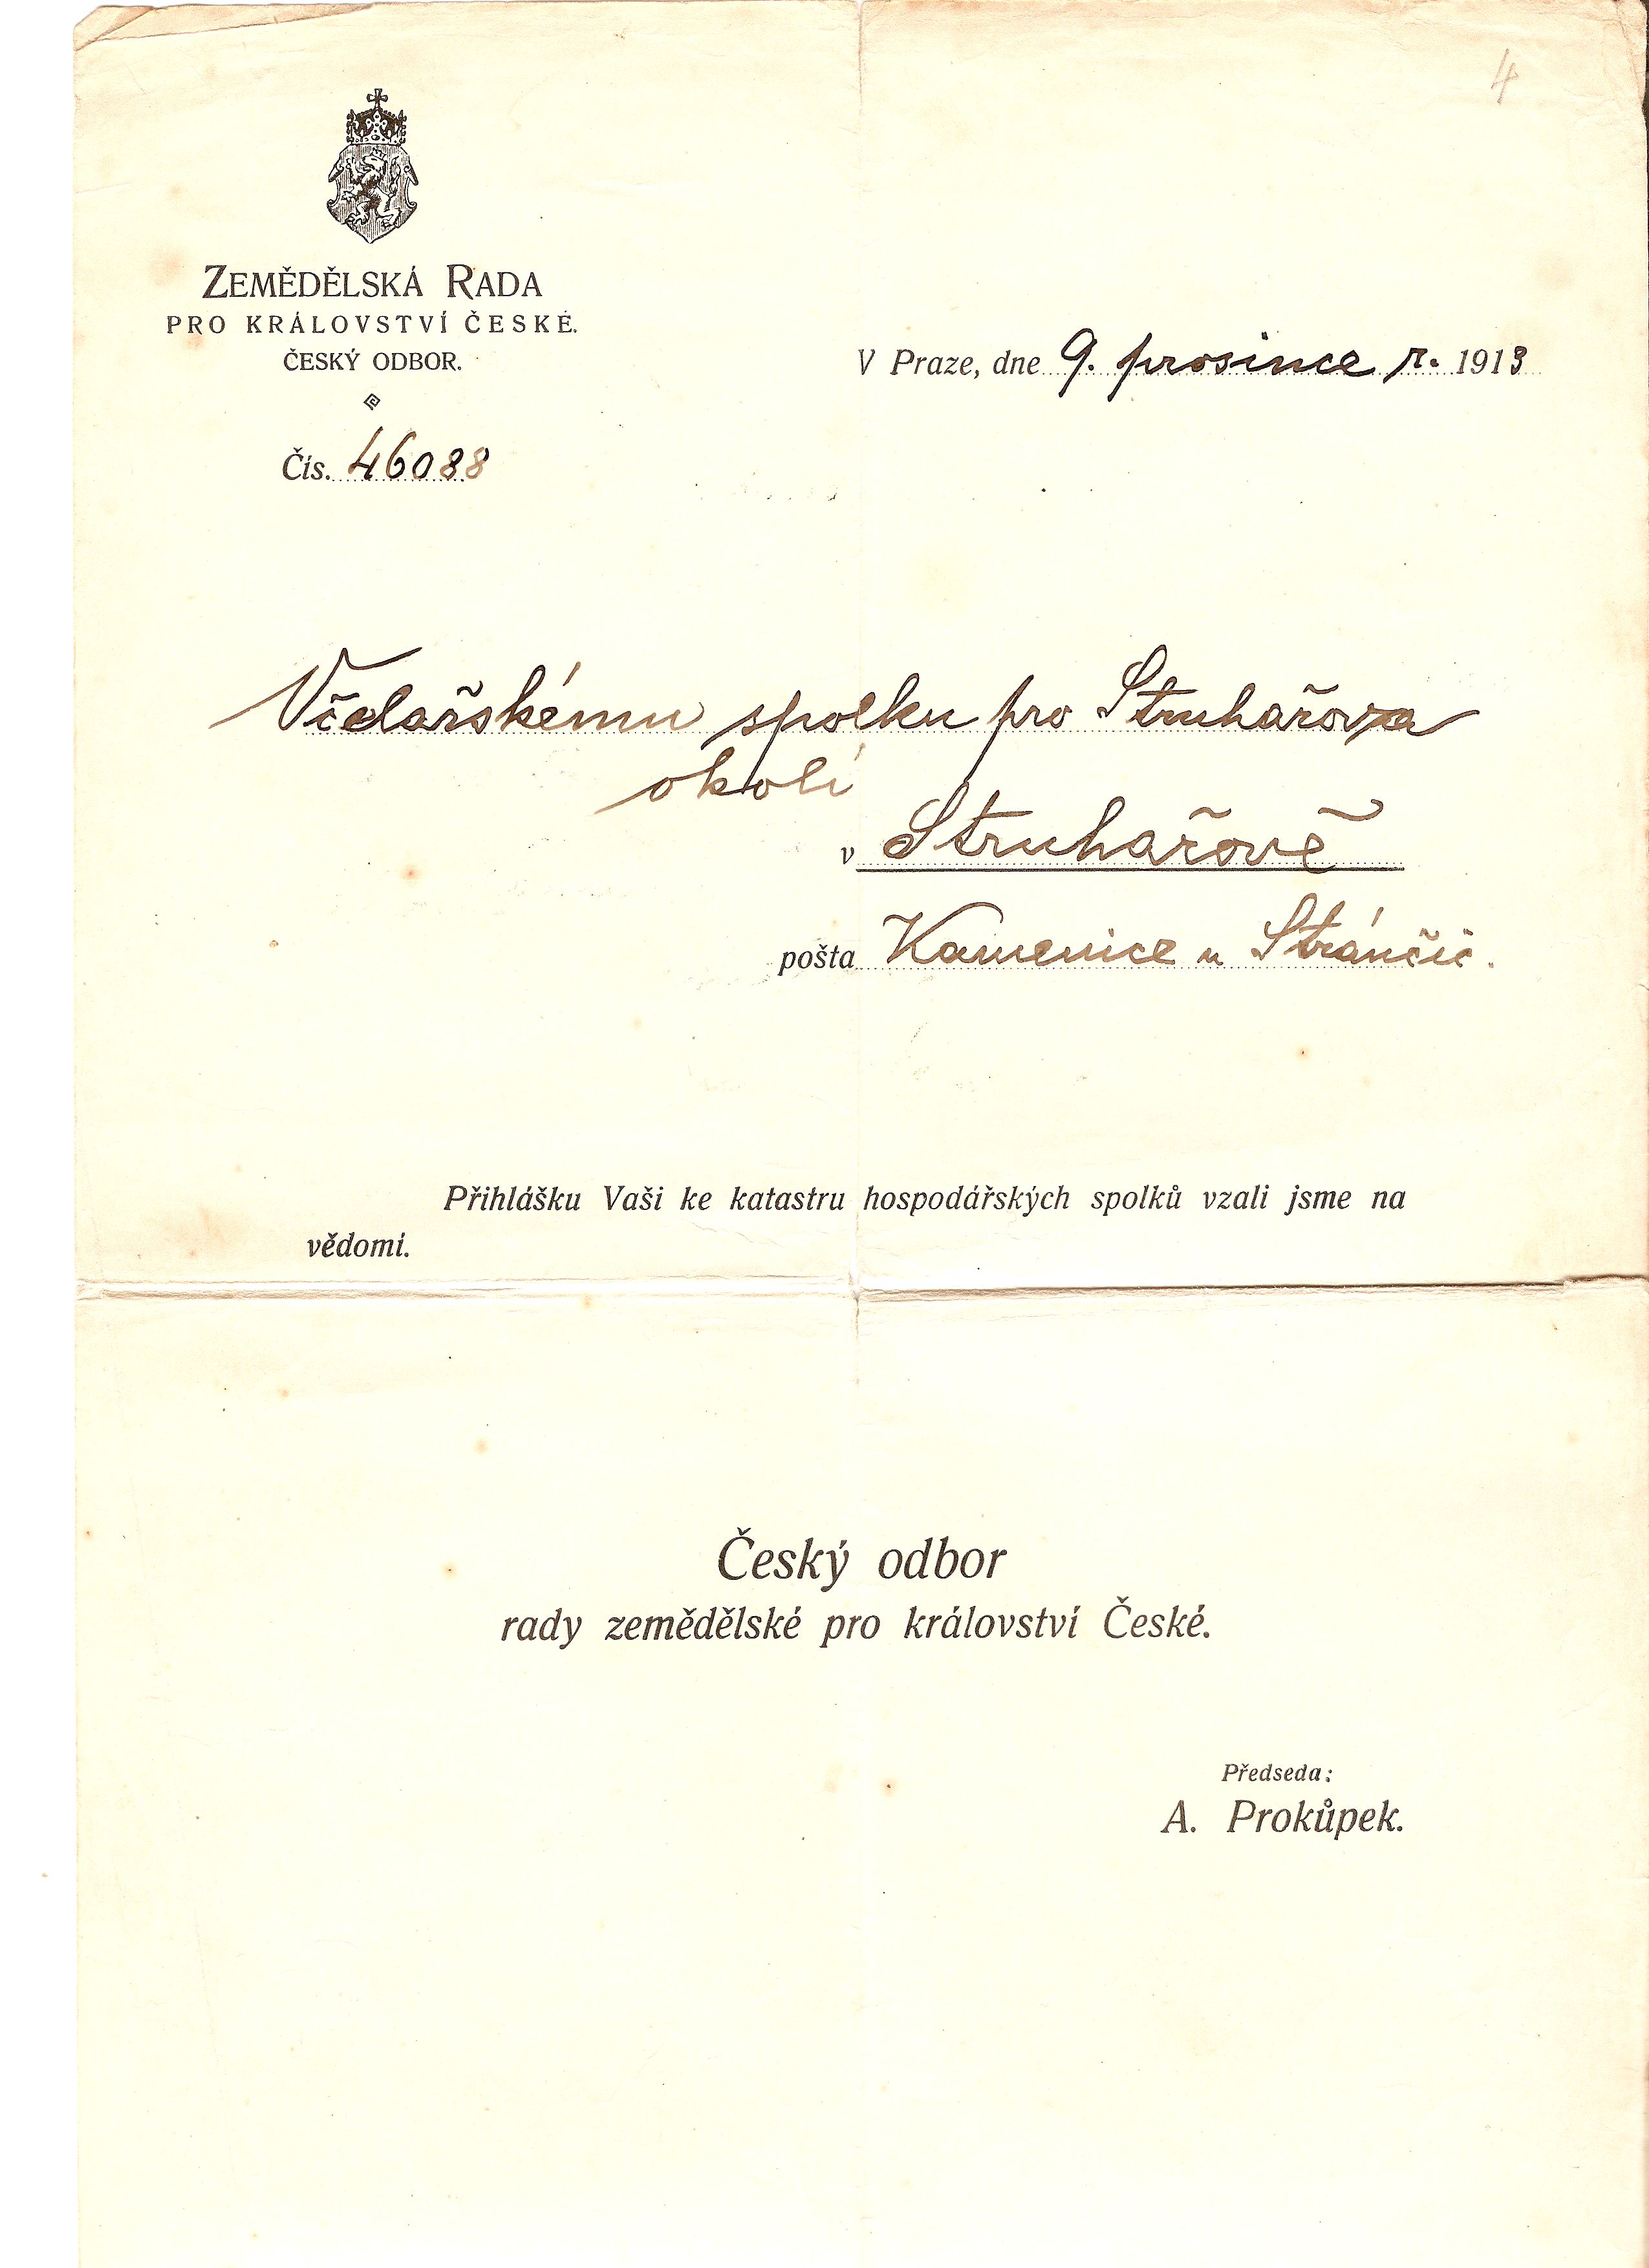 4
ZEMĚDĚLSKÁ RADA
PRO KRÁLOVSTVÍ ČESKÉ.
ČESKÝ ODBOR.
V Praze, dne 9. prosince r. 1913
Čís. 46088
Včelařskému spolku pro Struhařov a
okolí
v Struhařově
pošta Kamenice u Stránčic.
Přihlášku Vaši ke katastru hospodářských spolků vzali jsme na
vědomí.
Český odbor
rady zemědělské pro království České.
Předseda:
A. Prokůpek.